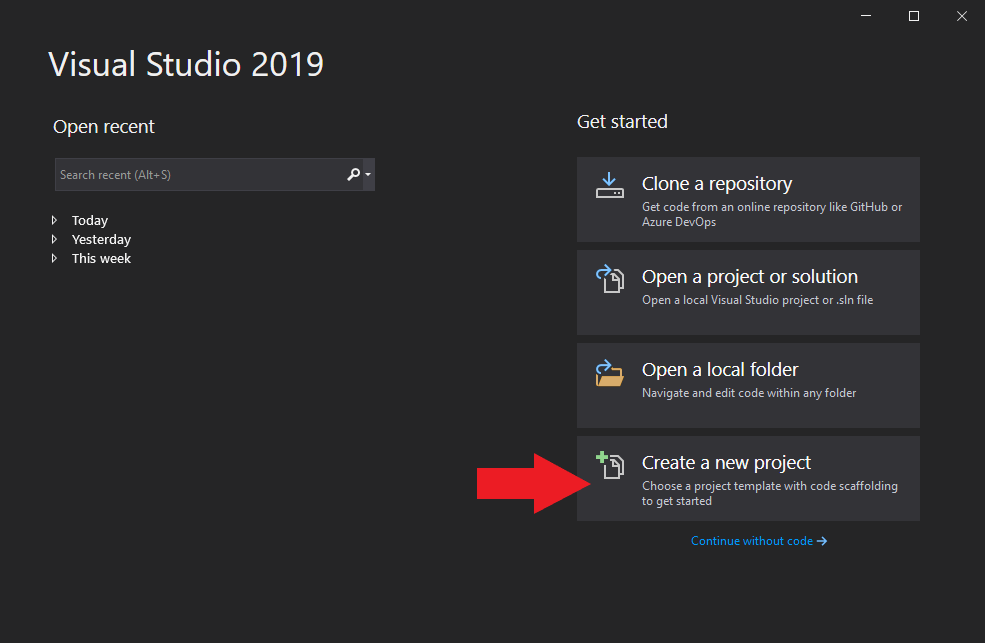 Visual Studio 2019
Open recent
Search recent (Alt+S)
Today
Yesterday
This week
Get started
Clone a repository
Get code from an online repository like GitHub or
Azure DevOps
Open a project or solution
Open a local Visual Studio project or .sln file
Open a local folder
Navigate and edit code within any folder
Create a new project
Choose a project template with code scaffolding
to get started
Continue without code